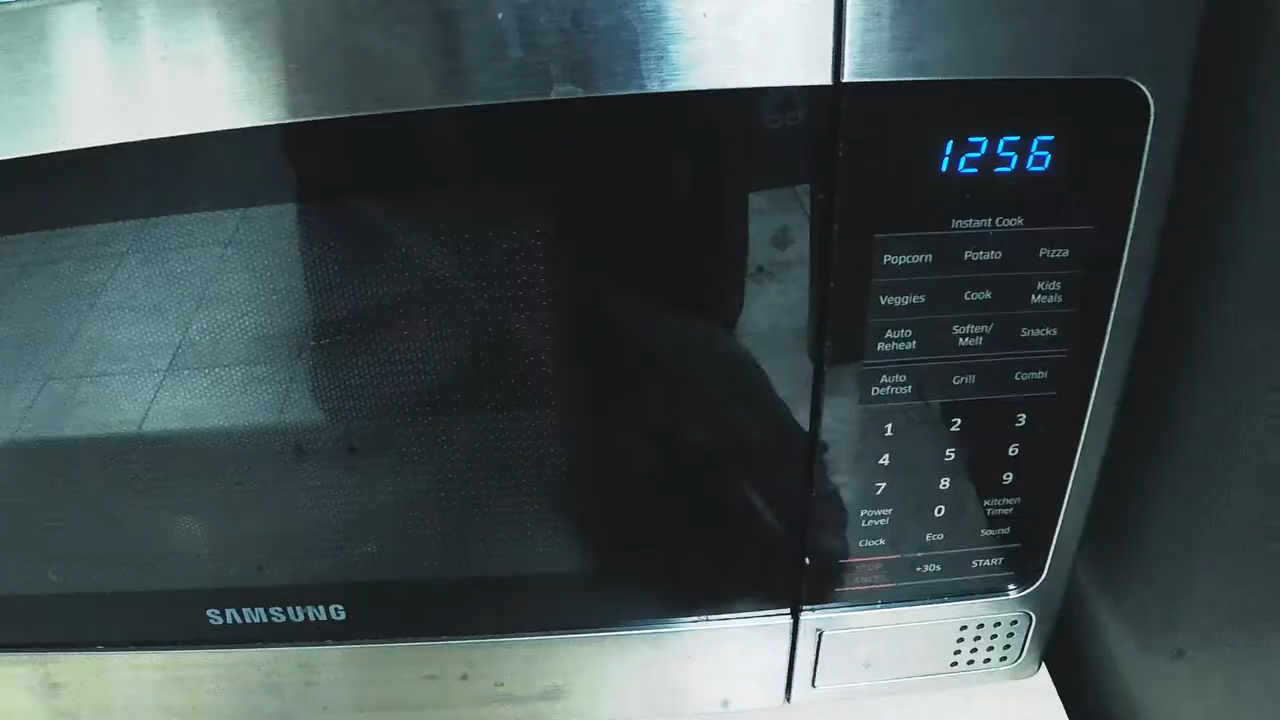 1256
Instant Cook
Popcorn Potato Pizza
Veggies Cook Kids Meals
Auto Reheat Soften/ Melt Snacks
Auto Defrost Grill Combi
1 2 3
4 5 6
7 8 9
Power Level 0 Kitchen Timer
Clock Eco Sound
STOP +30s START
SAMSUNG